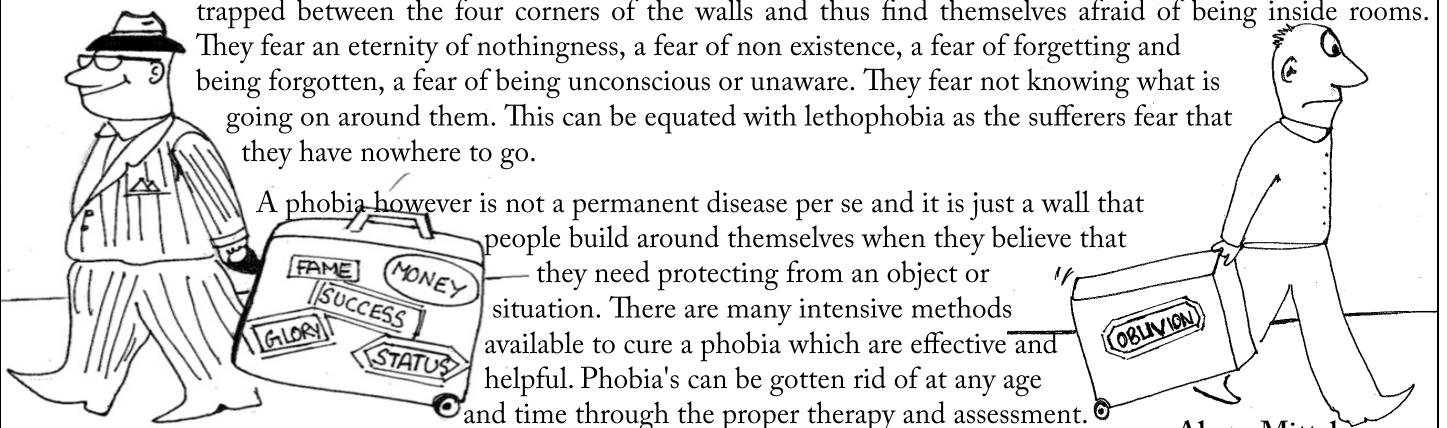 trapped between the four corners of the walls and thus find themselves afraid of being inside rooms.
They fear an eternity of nothingness, a fear of non existence, a fear of forgetting and
being forgotten, a fear of being unconscious or unaware. They fear not knowing what is
going on around them. This can be equated with lethophobia as the sufferers fear that
they have nowhere to go.
A phobia however is not a permanent disease per se and it is just a wall that
people build around themselves when they believe that
they need protecting from an object or
situation. There are many intensive methods
available to cure a phobia which are effective and
helpful. Phobia's can be gotten rid of at any age
and time through the proper therapy and assessment.
FAME
MONEY
SUCCESS
GLORY
STATUS
OBLIVION